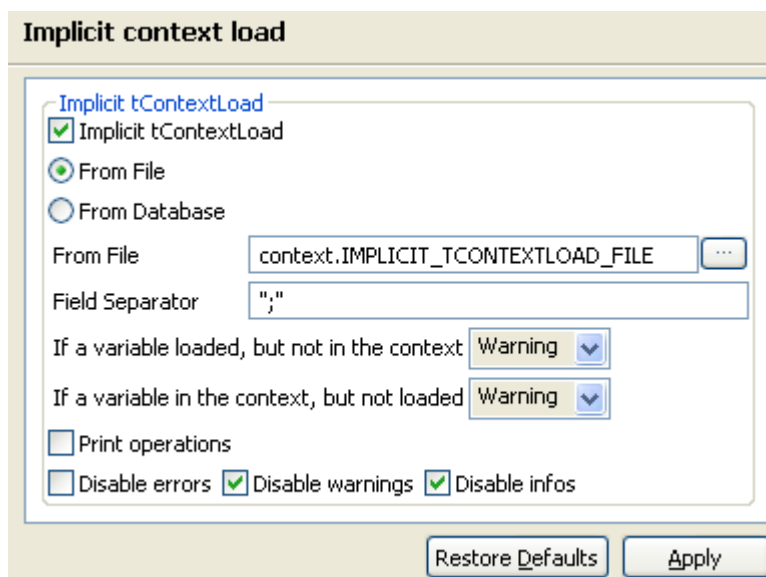 Implicit context load
Implicit tContextLoad
Implicit tContextLoad
From File
From Database
From File context.IMPLICIT_TCONTEXTLOAD_FILE ...
Field Separator ";"
If a variable loaded, but not in the context Warning
If a variable in the context, but not loaded Warning
Print operations
Disable errors Disable warnings Disable infos
Restore Defaults Apply